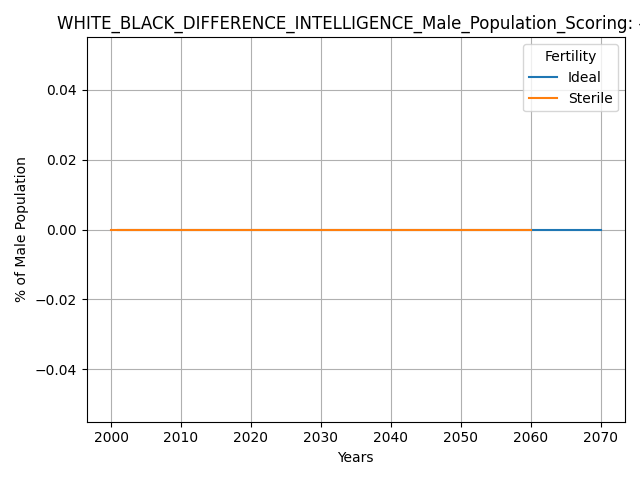 WHITE_BLACK_DIFFERENCE_INTELLIGENCE_Male_Population_Scoring:
Fertility
Ideal
Sterile
% of Male Population
0.04
0.02
0.00
−0.02
−0.04
2000 2010 2020 2030 2040 2050 2060 2070
Years